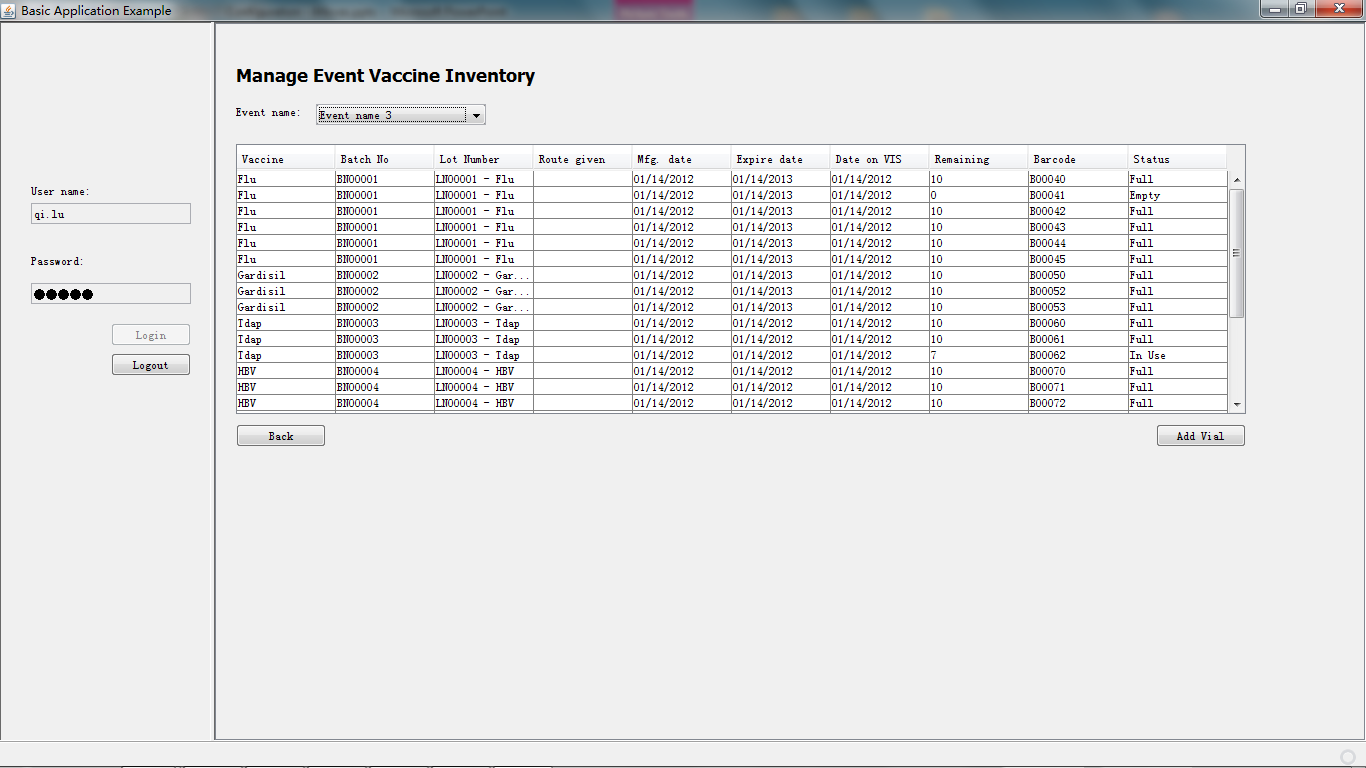 Basic Application Example
Manage Event Vaccine Inventory
Event name: Event name 3
Vaccine Batch No Lot Number Route given Mfg. date Expire date Date on VIS Remaining Barcode Status
Flu BN00001 LN00001 - Flu 01/14/2012 01/14/2013 01/14/2012 10 B00040 Full
Flu BN00001 LN00001 - Flu 01/14/2012 01/14/2013 01/14/2012 0 B00041 Empty
Flu BN00001 LN00001 - Flu 01/14/2012 01/14/2013 01/14/2012 10 B00042 Full
Flu BN00001 LN00001 - Flu 01/14/2012 01/14/2013 01/14/2012 10 B00043 Full
Flu BN00001 LN00001 - Flu 01/14/2012 01/14/2013 01/14/2012 10 B00044 Full
Flu BN00001 LN00001 - Flu 01/14/2012 01/14/2013 01/14/2012 10 B00045 Full
Gardisil BN00002 LN00002 - Gar... 01/14/2012 01/14/2013 01/14/2012 10 B00050 Full
Gardisil BN00002 LN00002 - Gar... 01/14/2012 01/14/2013 01/14/2012 10 B00052 Full
Gardisil BN00002 LN00002 - Gar... 01/14/2012 01/14/2013 01/14/2012 10 B00053 Full
Tdap BN00003 LN00003 - Tdap 01/14/2012 01/14/2012 01/14/2012 10 B00060 Full
Tdap BN00003 LN00003 - Tdap 01/14/2012 01/14/2012 01/14/2012 10 B00061 Full
Tdap BN00003 LN00003 - Tdap 01/14/2012 01/14/2012 01/14/2012 7 B00062 In Use
HBV BN00004 LN00004 - HBV 01/14/2012 01/14/2012 01/14/2012 10 B00070 Full
HBV BN00004 LN00004 - HBV 01/14/2012 01/14/2012 01/14/2012 10 B00071 Full
HBV BN00004 LN00004 - HBV 01/14/2012 01/14/2012 01/14/2012 10 B00072 Full
Back Add Vial
User name:
qi.lu
Password:
●●●●●
Login
Logout